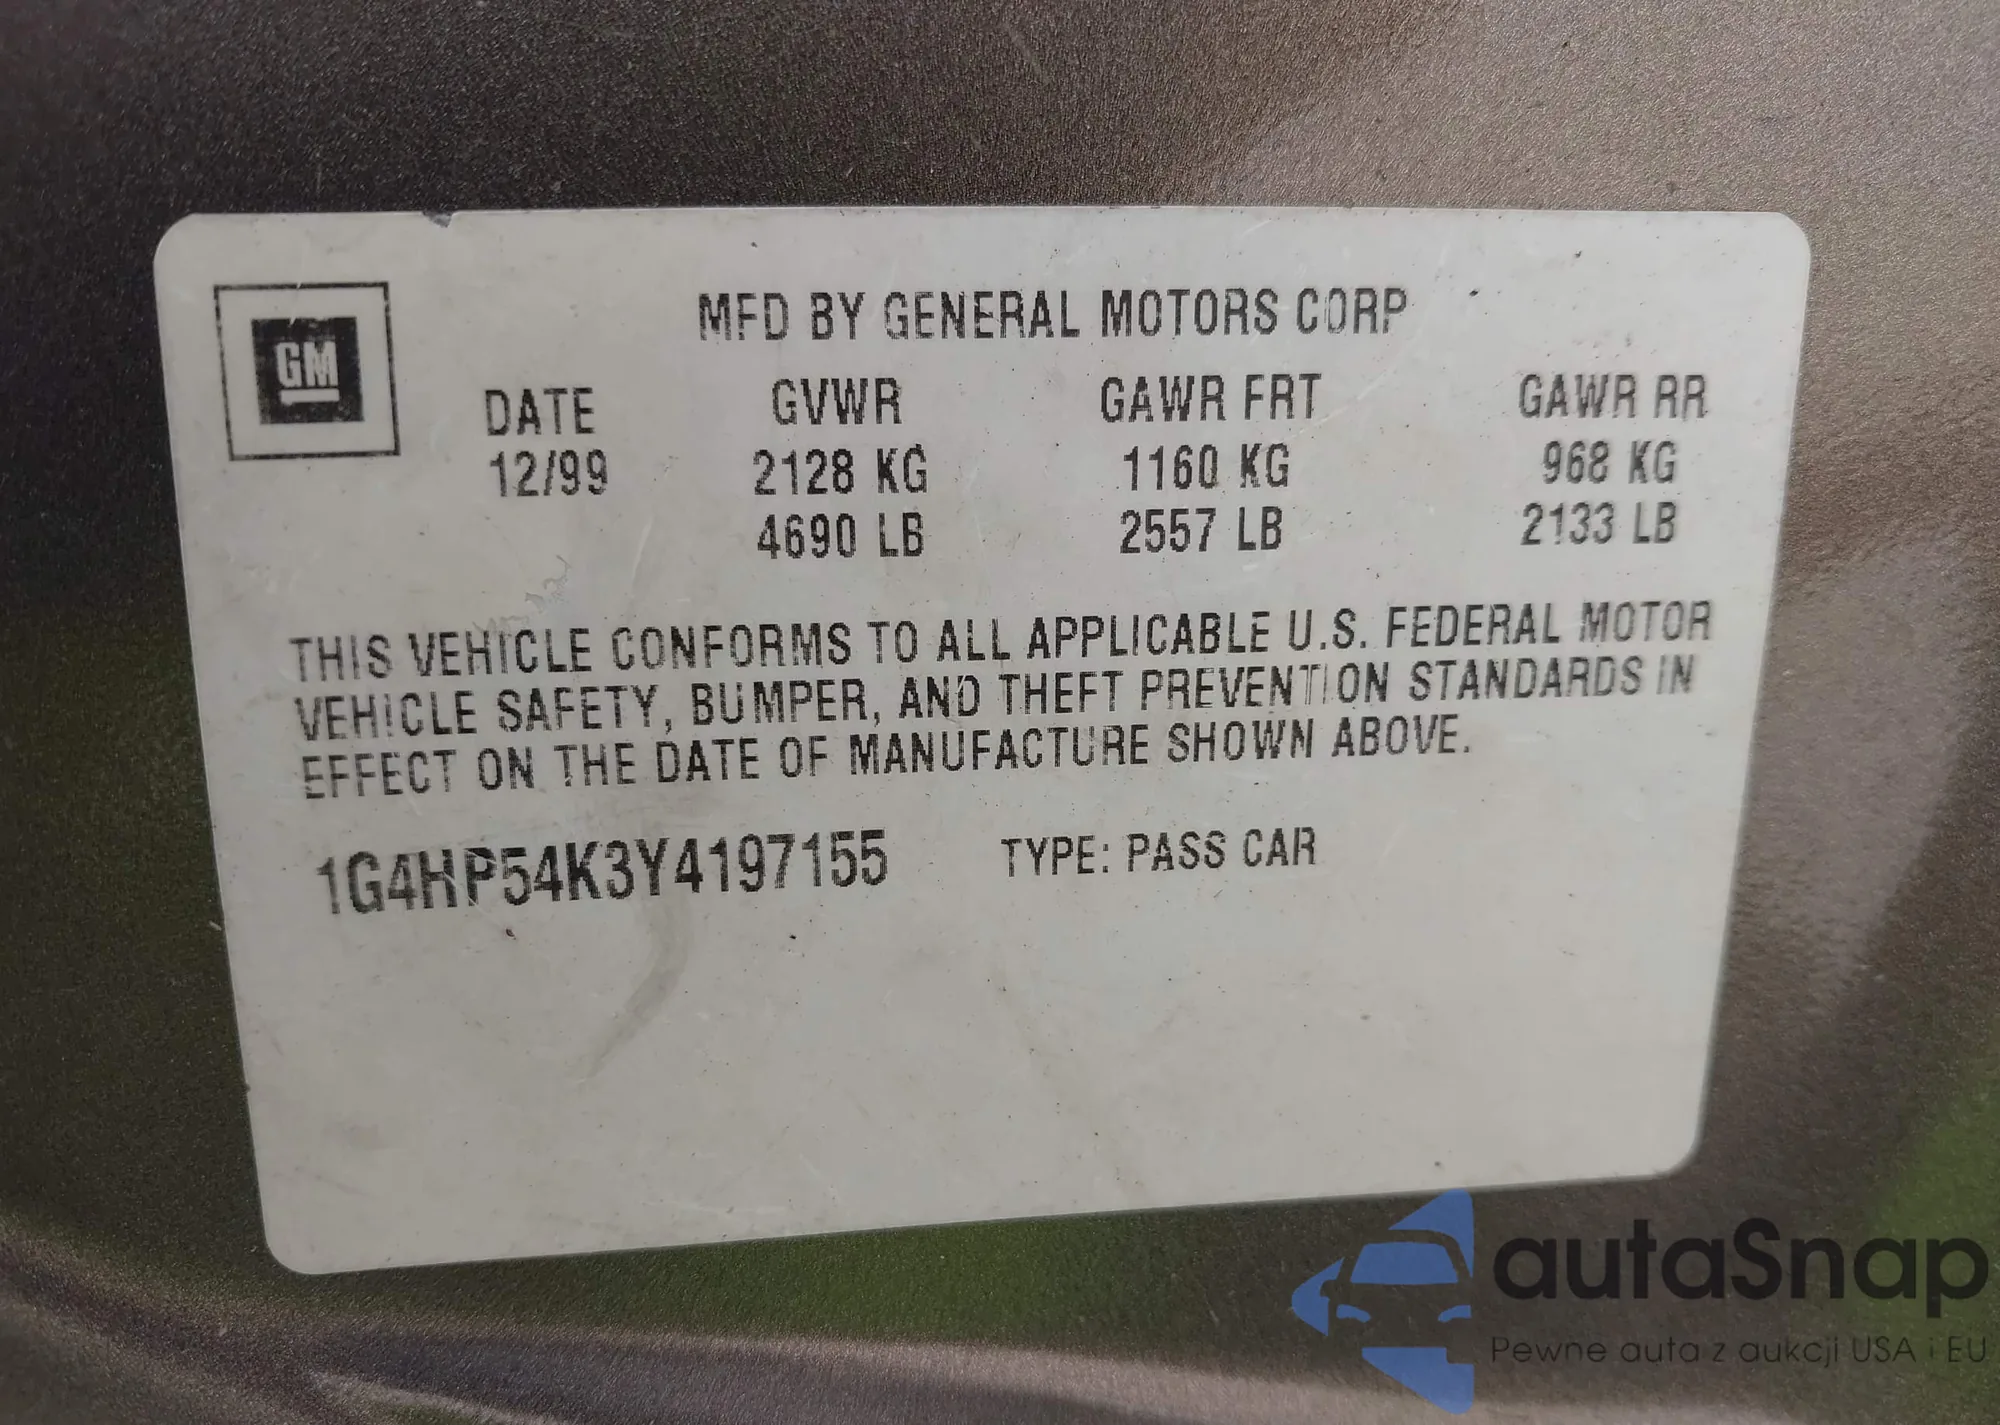 MFD BY GENERAL MOTORS CORP
GM
DATE GVWR GAWR FRT GAWR RR
12/99 2128 KG 1160 KG 968 KG
4690 LB 2557 LB 2133 LB
THIS VEHICLE CONFORMS TO ALL APPLICABLE U.S. FEDERAL MOTOR
VEHICLE SAFETY, BUMPER, AND THEFT PREVENTION STANDARDS IN
EFFECT ON THE DATE OF MANUFACTURE SHOWN ABOVE.
1G4HP54K3Y4197155 TYPE: PASS CAR
autaSnap
Pewne auta z aukcji USA i EU